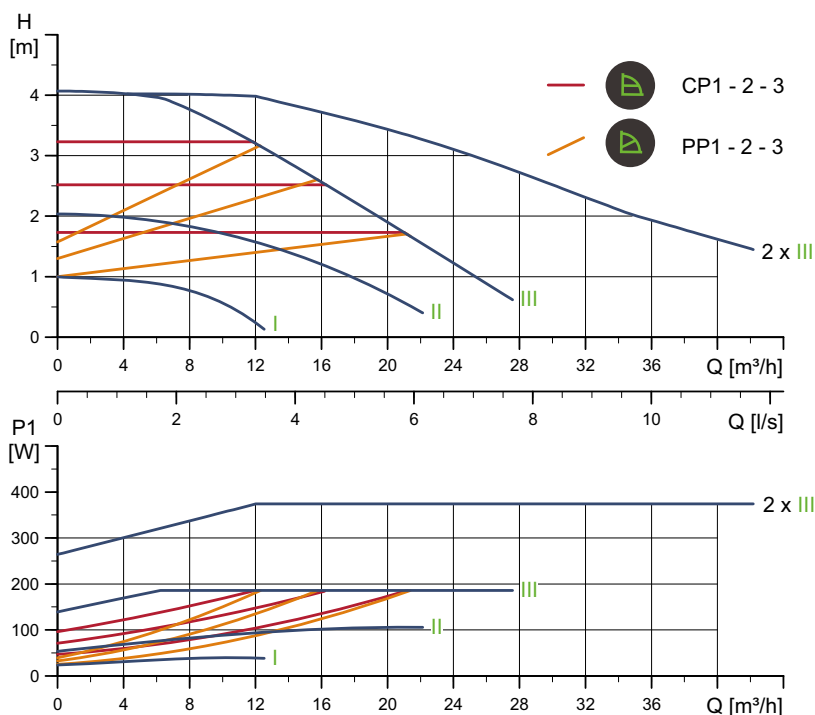 H
[m]
CP1 - 2 - 3
PP1 - 2 - 3
4
3
2
1
0
I
II
III
2 x III
0 4 8 12 16 20 24 28 32 36 Q [m³/h]
0 2 4 6 8 10 Q [l/s]
P1
[W]
400
300
200
100
0
2 x III
III
II
I
0 4 8 12 16 20 24 28 32 36 Q [m³/h]